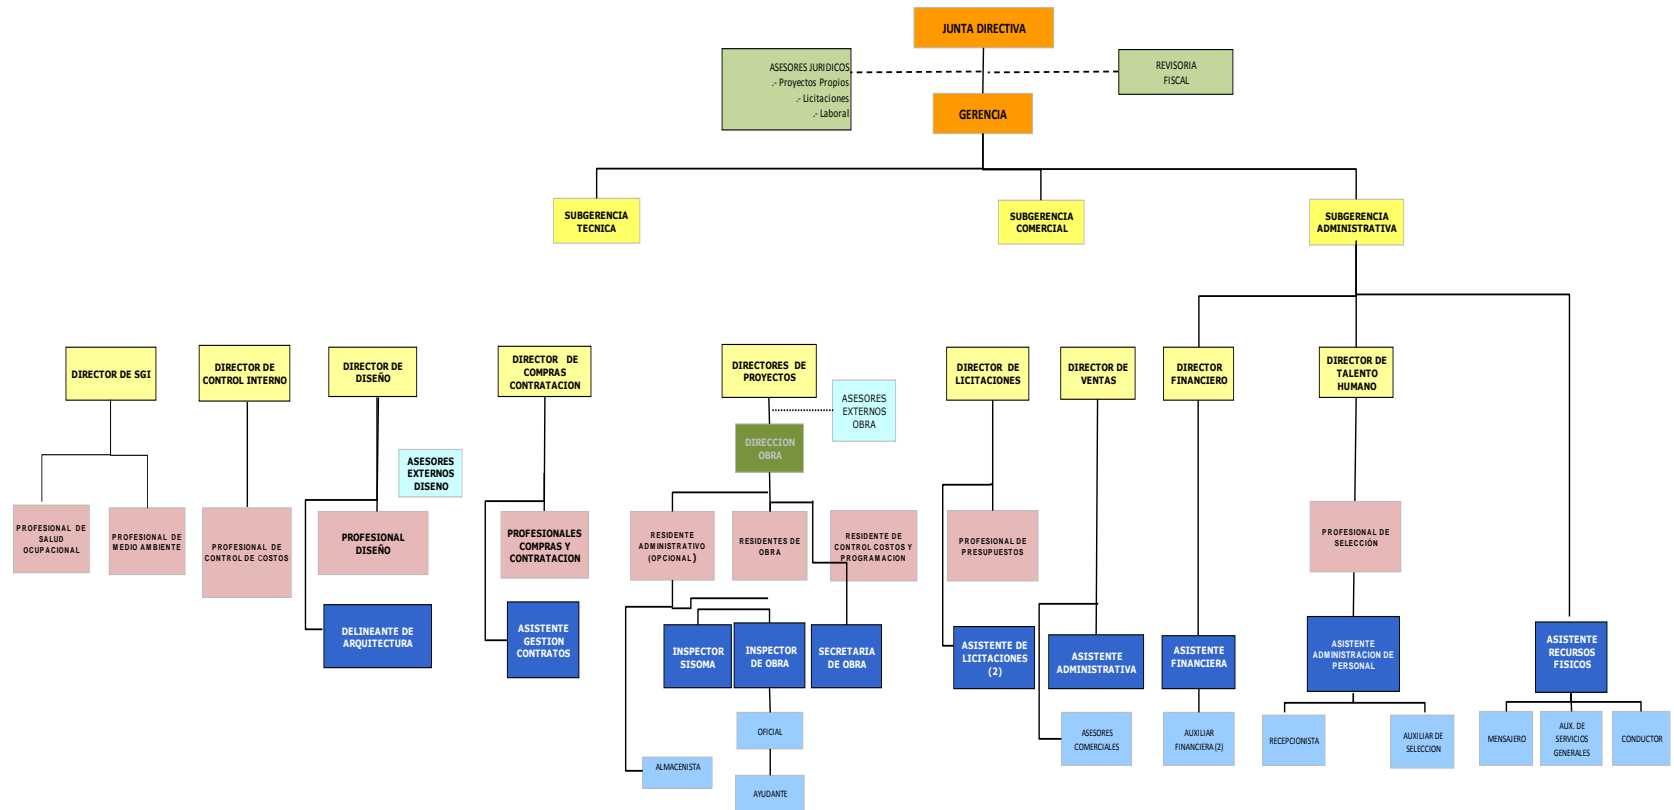 JUNTA DIRECTIVA
ASESORES JURIDICOS
.- Proyectos Propios
.- Licitaciones
.- Laboral
REVISORIA
FISCAL
GERENCIA
SUBGERENCIA
TECNICA
SUBGERENCIA
COMERCIAL
SUBGERENCIA
ADMINISTRATIVA
DIRECTOR DE SGI
DIRECTOR DE
CONTROL INTERNO
DIRECTOR DE
DISEÑO
DIRECTOR DE
COMPRAS
CONTRATACION
DIRECTORES DE
PROYECTOS
DIRECTOR DE
LICITACIONES
DIRECTOR DE
VENTAS
DIRECTOR
FINANCIERO
DIRECTOR DE
TALENTO
HUMANO
ASESORES
EXTERNOS
OBRA
DIRECCION
OBRA
ASESORES
EXTERNOS
DISENO
PROFESIONAL DE
SALUD
OCUPACIONAL
PROFESIONAL DE
MEDIO AMBIENTE
PROFESIONAL DE
CONTROL DE COSTOS
PROFESIONAL
DISEÑO
PROFESIONALES
COMPRAS Y
CONTRATACION
RESIDENTE
ADMINISTRATIVO
(OPCIONAL)
RESIDENTES DE
OBRA
RESIDENTE DE
CONTROL COSTOS Y
PROGRAMACION
PROFESIONAL DE
PRESUPUESTOS
PROFESIONAL DE
SELECCIÓN
DELINEANTE DE
ARQUITECTURA
ASISTENTE
GESTION
CONTRATOS
INSPECTOR
SISOMA
INSPECTOR
DE OBRA
SECRETARIA
DE OBRA
ASISTENTE DE
LICITACIONES
(2)
ASISTENTE
ADMINISTRATIVA
ASISTENTE
FINANCIERA
ASISTENTE
ADMINISTRACION DE
PERSONAL
ASISTENTE
RECURSOS
FISICOS
OFICIAL
ASESORES
COMERCIALES
AUXILIAR
FINANCIERA (2)
RECEPCIONISTA
AUXILIAR DE
SELECCION
MENSAJERO
AUX. DE
SERVICIOS
GENERALES
CONDUCTOR
ALMACENISTA
AYUDANTE